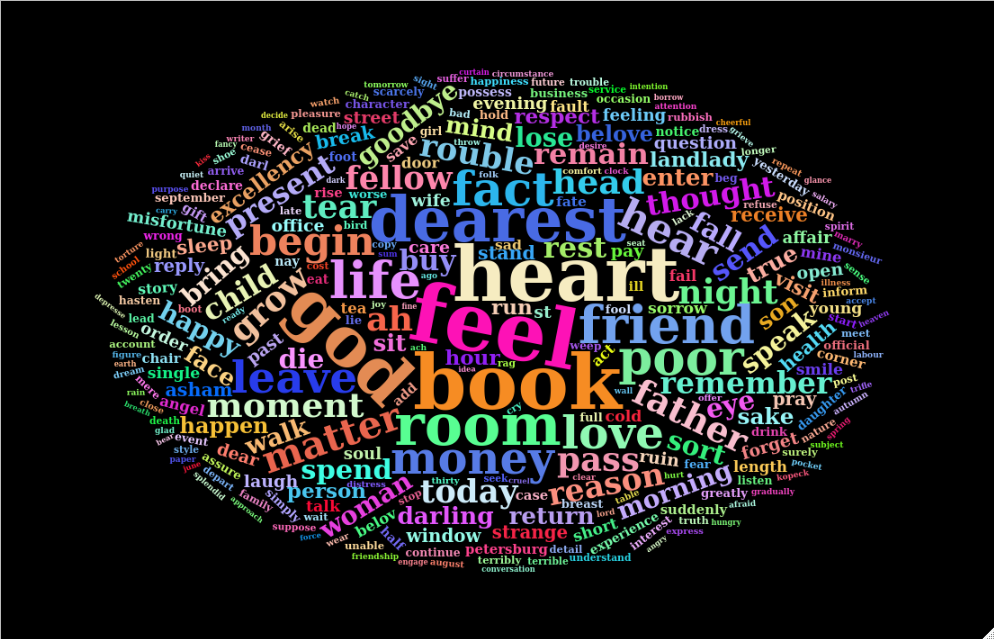 curtain
suffer happiness circumstance
tomorrow sight future trouble
catch scarcely possess business service intention
watch character evening fault occasion borrow
decide pleasure street goodbye bad hold respect feeling rubbish attention
month arise dead hope girl mind lose belove notice dress cheerful
writer grief break save throw desire question grieve
fancy cease foot door rouble remain landlady longer
shoe darl excellency folk comfort clock yesterday repeat
kiss arrive fellow fact head enter beg glance
quiet declare present rise worse wife fate thought position salary
purpose september dark tear dearest hear lack refuse receive
carry gift late office bird fall spirit
misfortune copy sad seat send affair marry
wrong light sleep nay begin sum care stand rest pay true mine monsieur
torture reply bring cost buy heart open sense
school twenty story eat life ago fail visit illness
hasten child grow joy ill night inform accept
depresse boot ready tea fine run st fool sorrow son young
lead happy lie ah feel friend start heaven
lesson order past god weep speak health meet
account sit ach act official
figure chair face die hour rag poor corner labour
earth idea
dream single leave book wall remember smile post trifle
mere asham add offer eye pray daughter autumn
rain close angel moment cry father sake
breath death happen matter room full cold drink nature spring
glad walk love sort forget subject
bear event dear soul ruin surely
style assure money pass fear length pocket
paper spend clear hurt listen kopeck
june depart laugh distress thirty seek cruel reason morning greatly gradually
splendid simply person today case breast table afraid
family talk woman stop lord suddenly
approach suppose wait belov darling return short truth hungry
force wear half window strange experience interest express
unable continue petersburg detail understand angry
friendship engage august terribly terrible
conversation